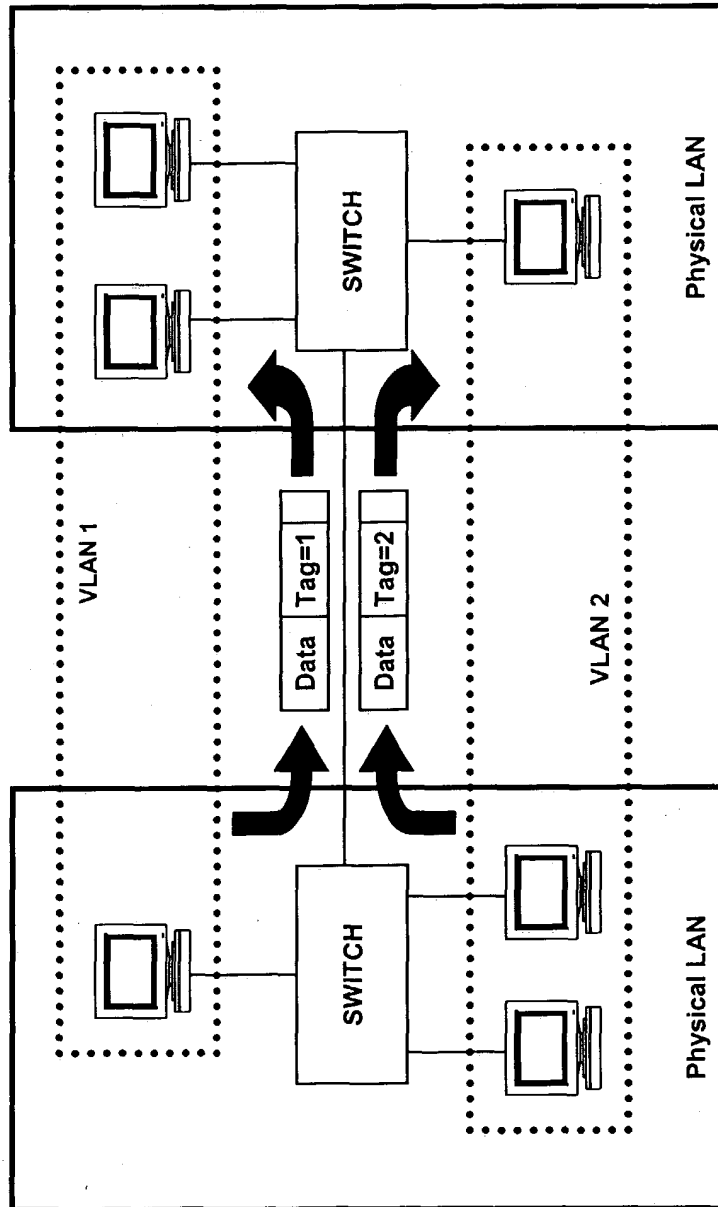 VLAN 1
SWITCH
SWITCH
Data Tag=1
Data Tag=2
VLAN 2
Physical LAN
Physical LAN